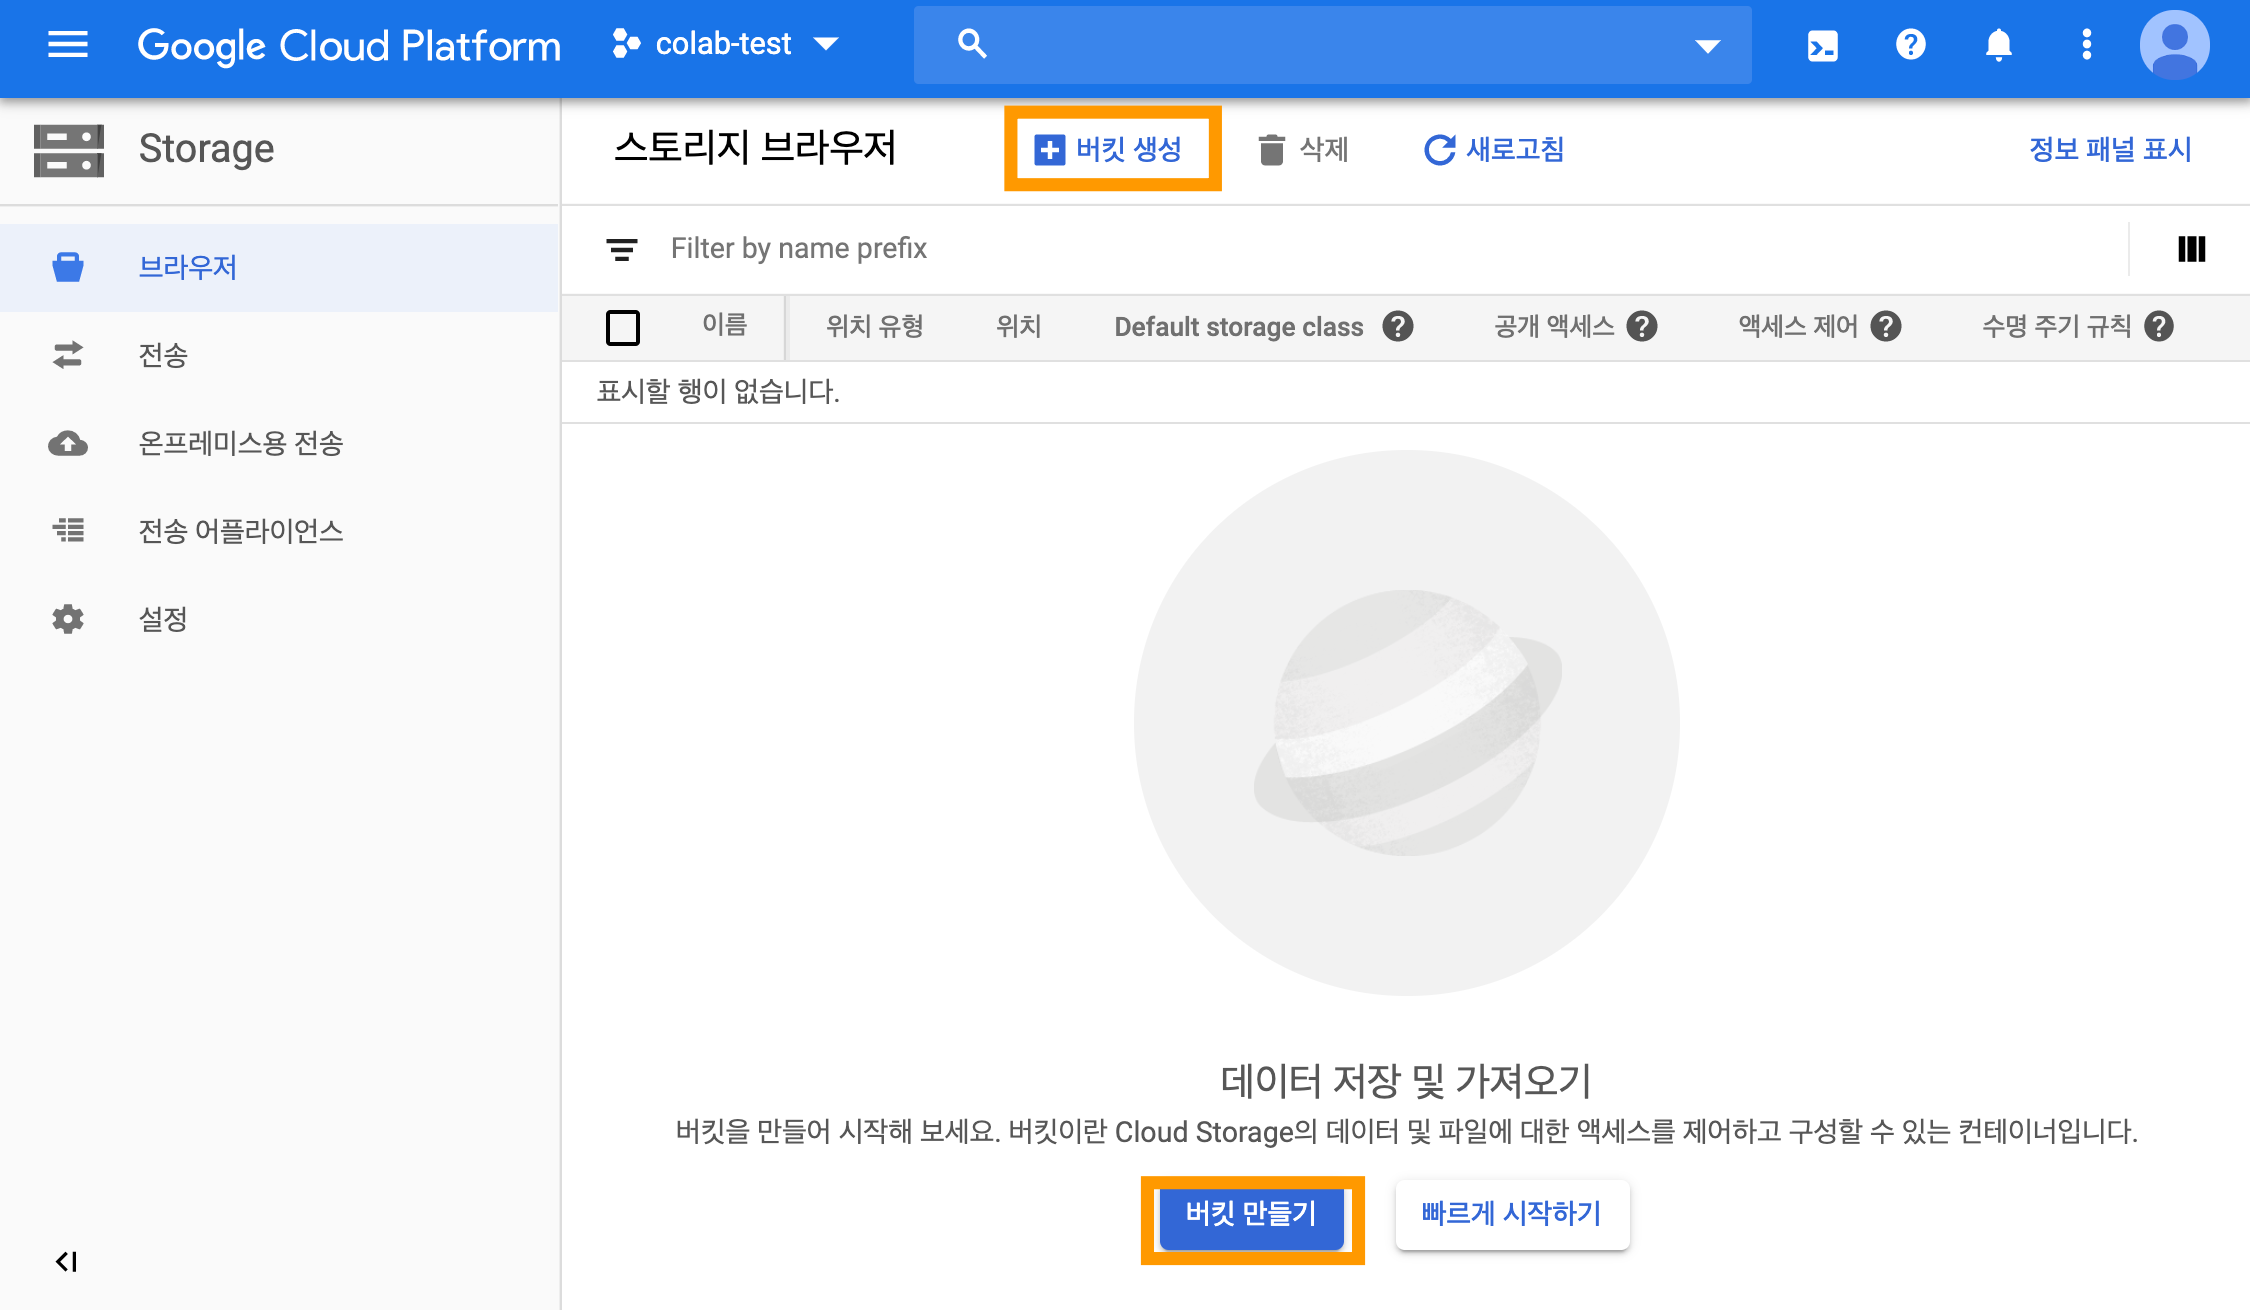 Google Cloud Platform colab-test
Storage
브라우저
전송
온프레미스용 전송
전송 어플라이언스
설정
스토리지 브라우저 버킷 생성 삭제 새로고침 정보 패널 표시
Filter by name prefix
이름 위치 유형 위치 Default storage class 공개 액세스 액세스 제어 수명 주기 규칙
표시할 행이 없습니다.
데이터 저장 및 가져오기
버킷을 만들어 시작해 보세요. 버킷이란 Cloud Storage의 데이터 및 파일에 대한 액세스를 제어하고 구성할 수 있는 컨테이너입니다.
버킷 만들기 빠르게 시작하기